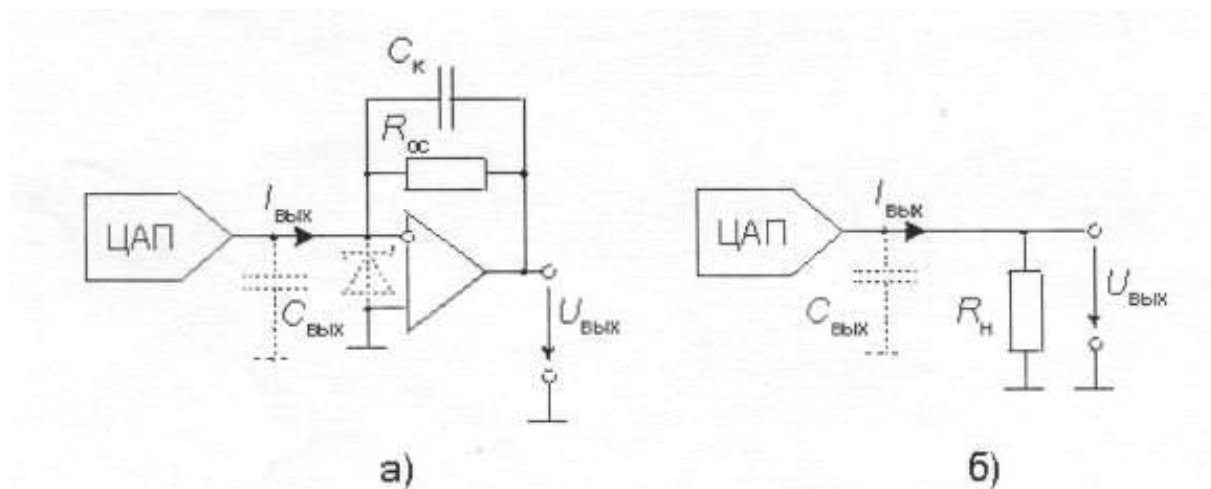 Cк
Rос
ЦАП
Iвых
Cвых
Uвых
а)
ЦАП
Iвых
Cвых
Rн
Uвых
б)